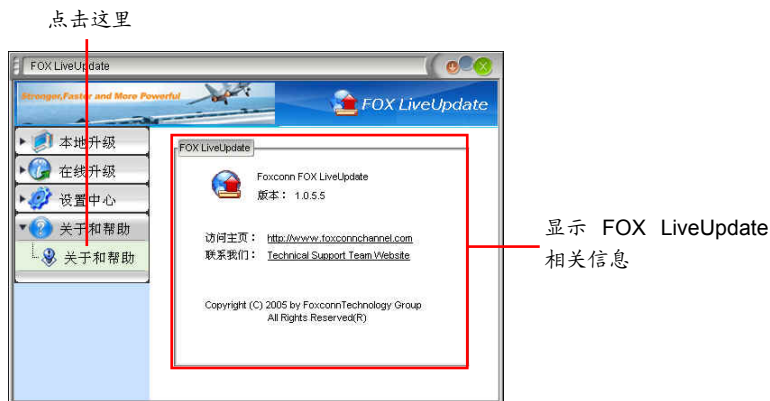 点击这里
FOX LiveUpdate
Stronger,Faster and More Powerful
FOX LiveUpdate
本地升级
在线升级
设置中心
关于和帮助
关于和帮助
FOX LiveUpdate
Foxconn FOX LiveUpdate
版本： 1.0.5.5
访问主页： http://www.foxconnchannel.com
联系我们： Technical Support Team Website
Copyright (C) 2005 by FoxconnTechnology Group
All Rights Reserved(R)
显示 FOX LiveUpdate
相关信息